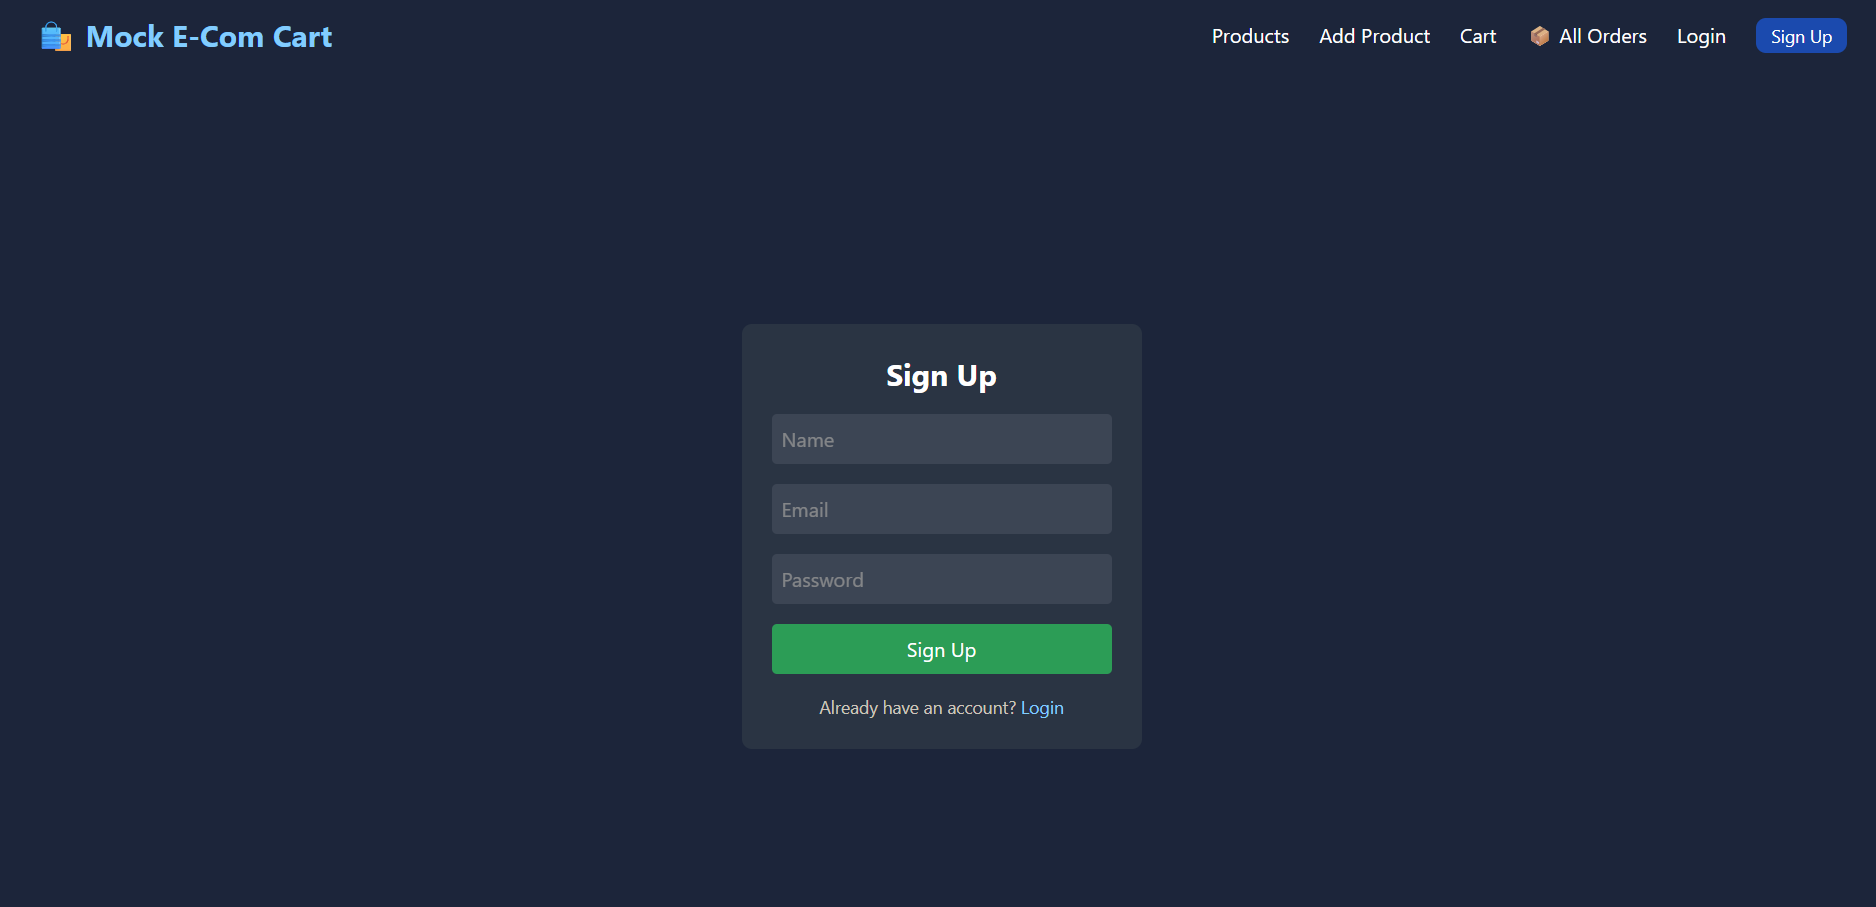 Mock E-Com Cart
Products
Add Product
Cart
All Orders
Login
Sign Up
Sign Up
Name
Email
Password
Sign Up
Already have an account? Login